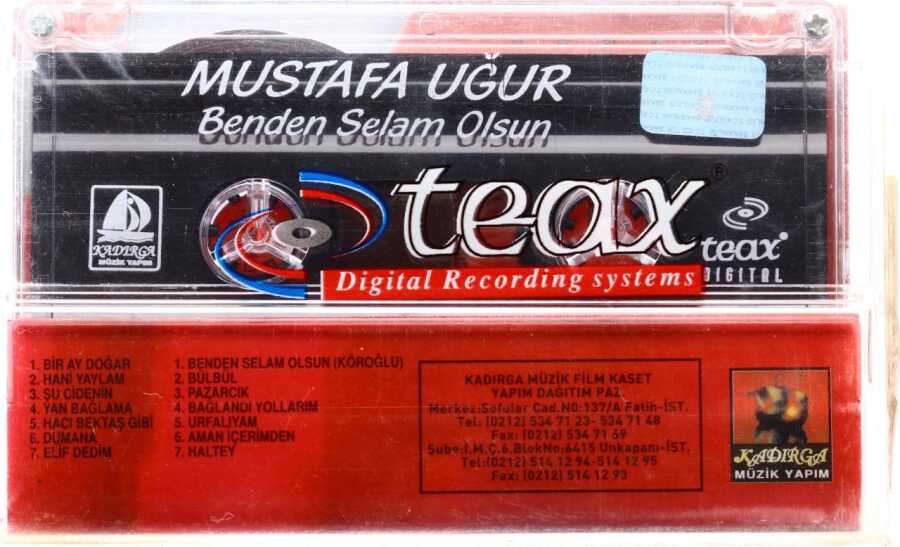 MUSTAFA UĞUR
Benden Selam Olsun
KADIRGA
MÜZİK YAPIM
teax®
Digital Recording systems
teax
DIGITAL
1. BİR AY DOĞAR
2. HANİ YAYLAM
3. ŞU CİDENİN
4. YAN BAĞLAMA
5. HACI BEKTAŞ GİBİ
6. DUMANA
7. ELİF DEDİM
1. BENDEN SELAM OLSUN (KÖROĞLU)
2. BÜLBÜL
3. PAZARCIK
4. BAĞLANDI YOLLARIM
5. URFALIYAM
6. AMAN İÇERİMDEN
7. HALTEY
KADIRGA MÜZİK FİLM KASET
YAPIM DAĞITIM PAZ.
Merkez:Sofular Cad.NO:137/A Fatih-İST.
Tel: (0212) 534 71 23- 534 71 48
Fax: (0212) 534 71 69
Şube:İ.M.Ç.6.BlokNo:6415 Unkapanı-İST.
Tel:(0212) 514 12 94-514 12 95
Fax: (0212) 514 12 93
KADIRGA
MÜZİK YAPIM